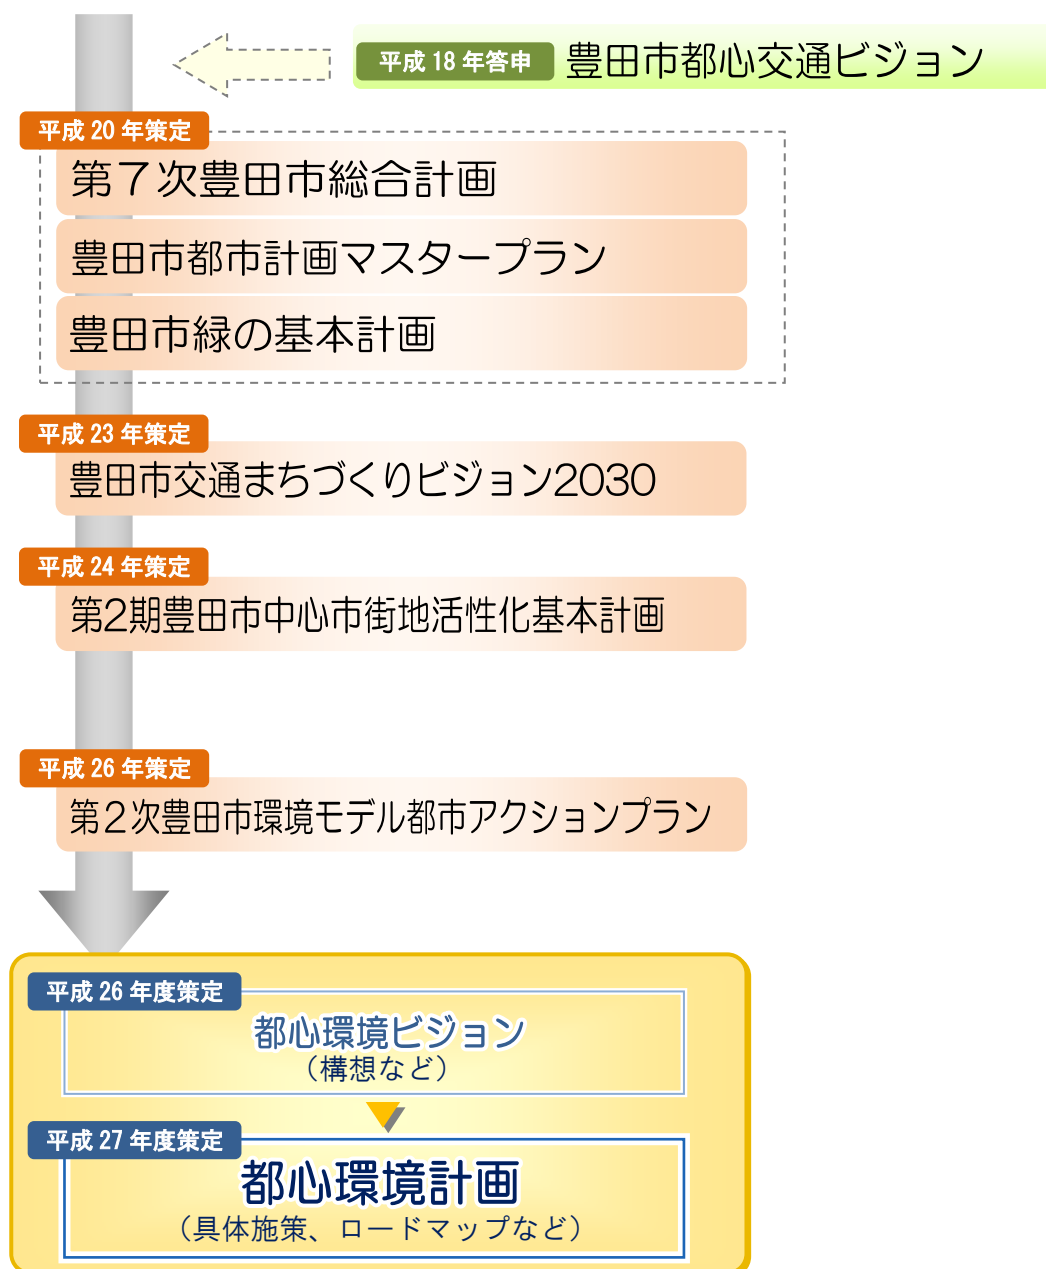 平成18年答申 豊田市都心交通ビジョン
平成20年策定
第7次豊田市総合計画
豊田市都市計画マスタープラン
豊田市緑の基本計画
平成23年策定
豊田市交通まちづくりビジョン2030
平成24年策定
第2期豊田市中心市街地活性化基本計画
平成26年策定
第2次豊田市環境モデル都市アクションプラン
平成26年度策定
都心環境ビジョン
（構想など）
平成27年度策定
都心環境計画
（具体施策、ロードマップなど）